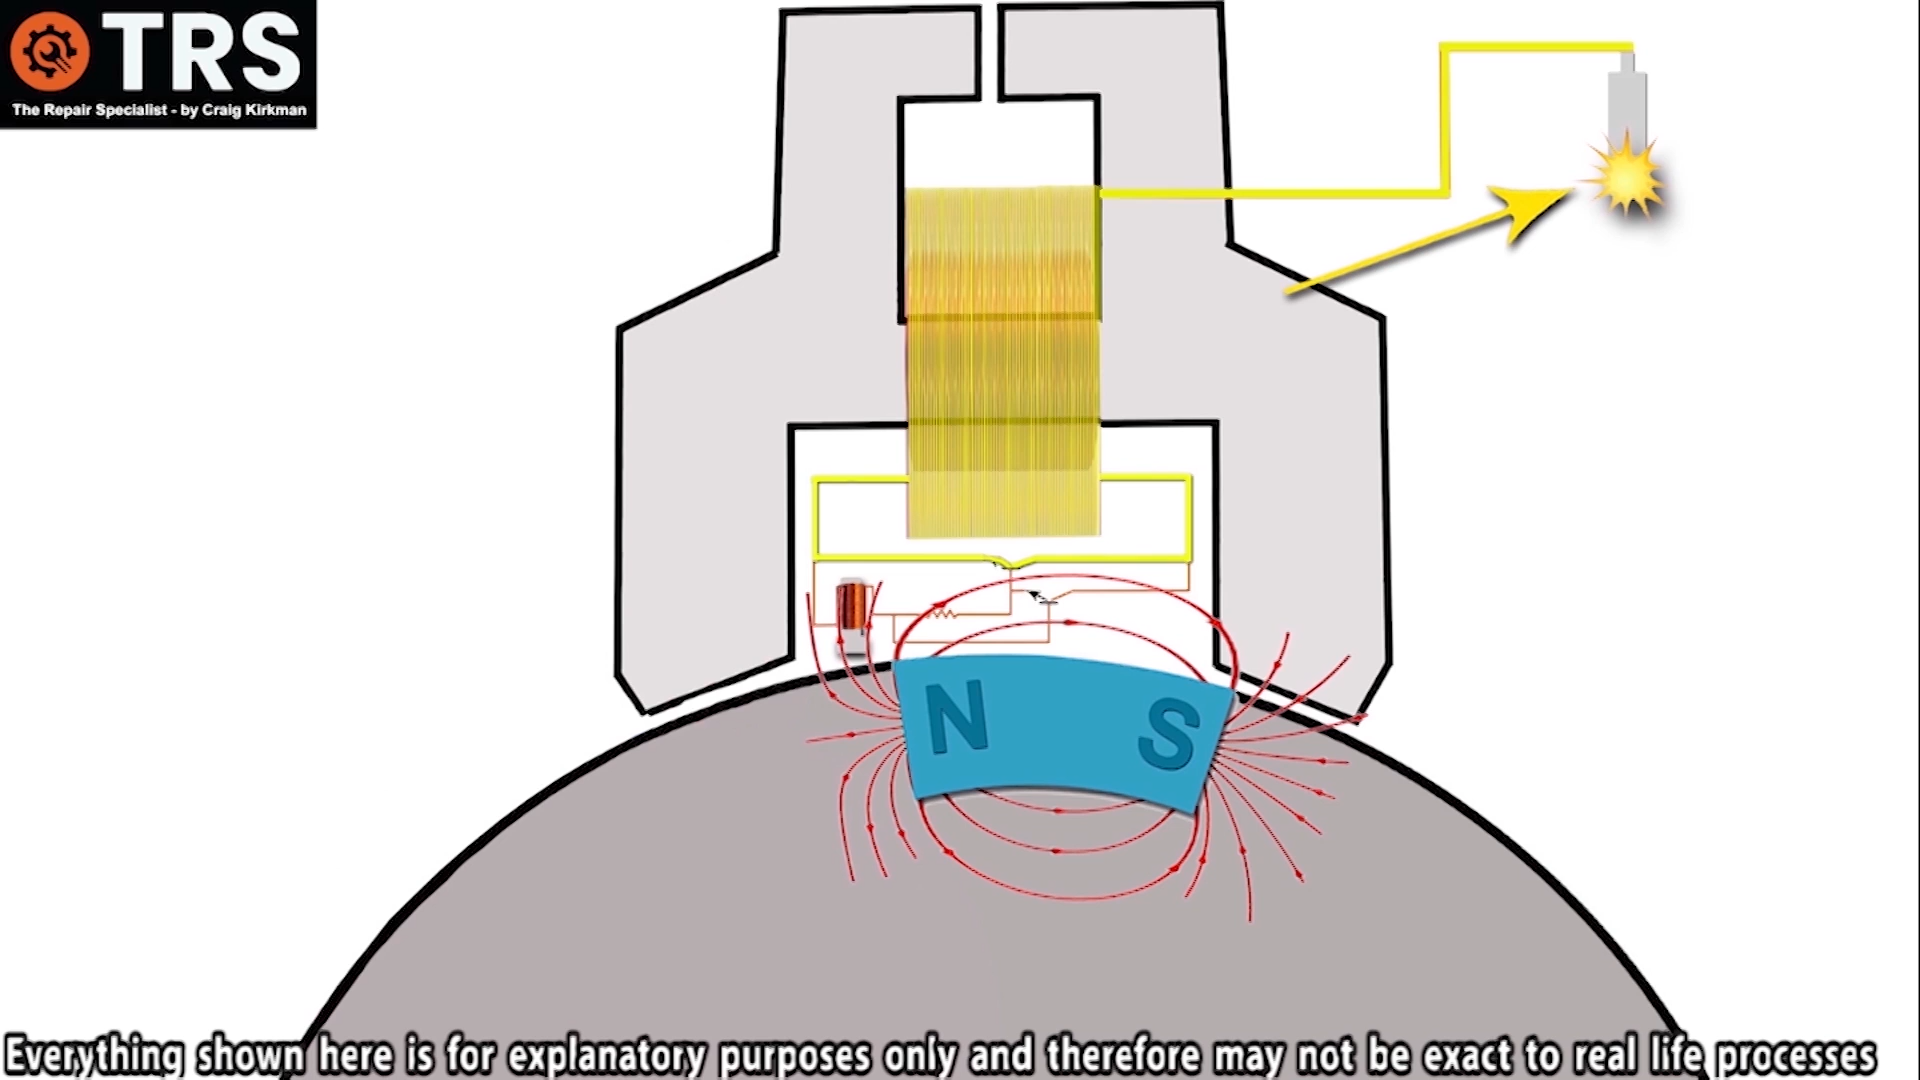 TRS
The Repair Specialist - by Craig Kirkman
N
S
Everything shown here is for explanatory purposes only and therefore may not be exact to real life processes